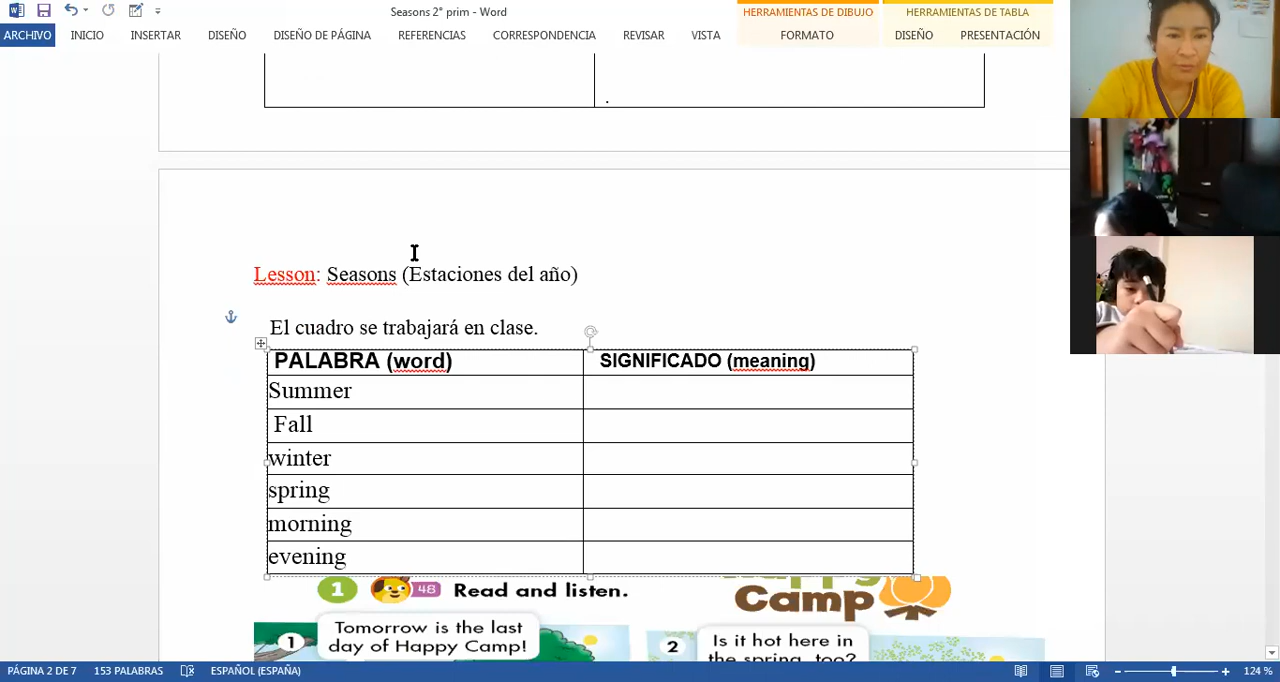 Seasons 2° prim - Word
HERRAMIENTAS DE DIBUJO
HERRAMIENTAS DE TABLA
ARCHIVO
INICIO
INSERTAR
DISEÑO
DISEÑO DE PÁGINA
REFERENCIAS
CORRESPONDENCIA
REVISAR
VISTA
FORMATO
DISEÑO
PRESENTACIÓN
.
Lesson: Seasons (Estaciones del año)
El cuadro se trabajará en clase.
PALABRA (word) SIGNIFICADO (meaning)
Summer
Fall
winter
spring
morning
evening
1 48 Read and listen.
Camp
1 Tomorrow is the last
day of Happy Camp!
2 Is it hot here in
the spring, too?
PÁGINA 2 DE 7
153 PALABRAS
ESPAÑOL (ESPAÑA)
124 %